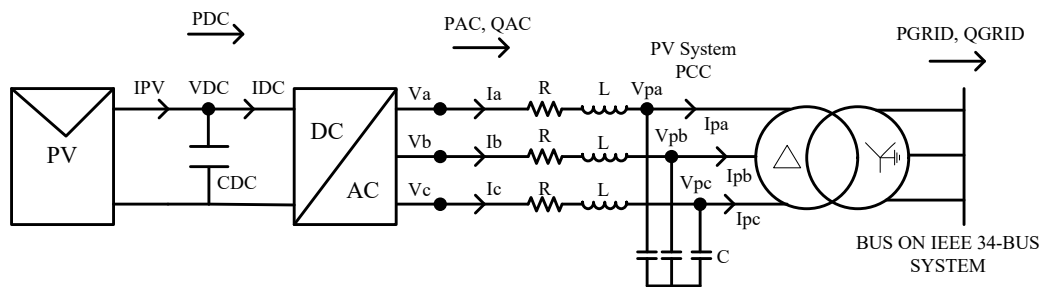 PDC
PAC, QAC
PV System
PCC
PGRID, QGRID
IPV
VDC
IDC
Va
Ia
R
L
Vpa
Ipa
PV
CDC
DC
AC
Vb
Ib
R
L
Vpb
Ipb
Vc
Ic
R
L
Vpc
Ipc
C
BUS ON IEEE 34-BUS
SYSTEM